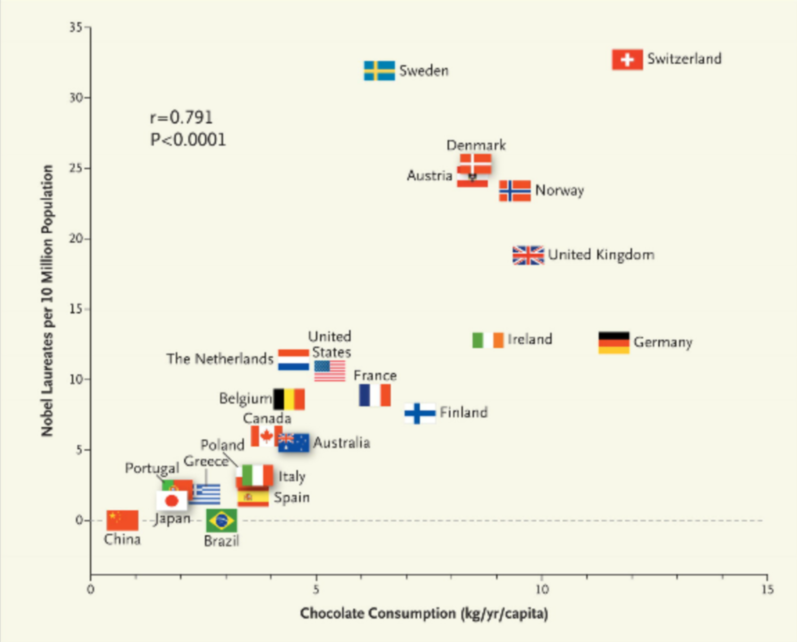 35
Sweden
Switzerland
30
r=0.791
P<0.0001
Denmark
25
Austria
Norway
20
United Kingdom
15
United
States
Ireland
Germany
The Netherlands
10
France
Belgium
Finland
Canada
5
Australia
Poland
Greece
Portugal
Italy
Spain
0
Japan
China
Brazil
0
5
10
15
Nobel Laureates per 10 Million Population
Chocolate Consumption (kg/yr/capita)